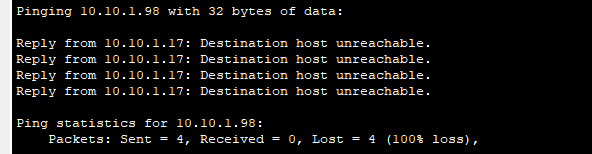 Pinging 10.10.1.98 with 32 bytes of data:
Reply from 10.10.1.17: Destination host unreachable.
Reply from 10.10.1.17: Destination host unreachable.
Reply from 10.10.1.17: Destination host unreachable.
Reply from 10.10.1.17: Destination host unreachable.
Ping statistics for 10.10.1.98:
    Packets: Sent = 4, Received = 0, Lost = 4 (100% loss),